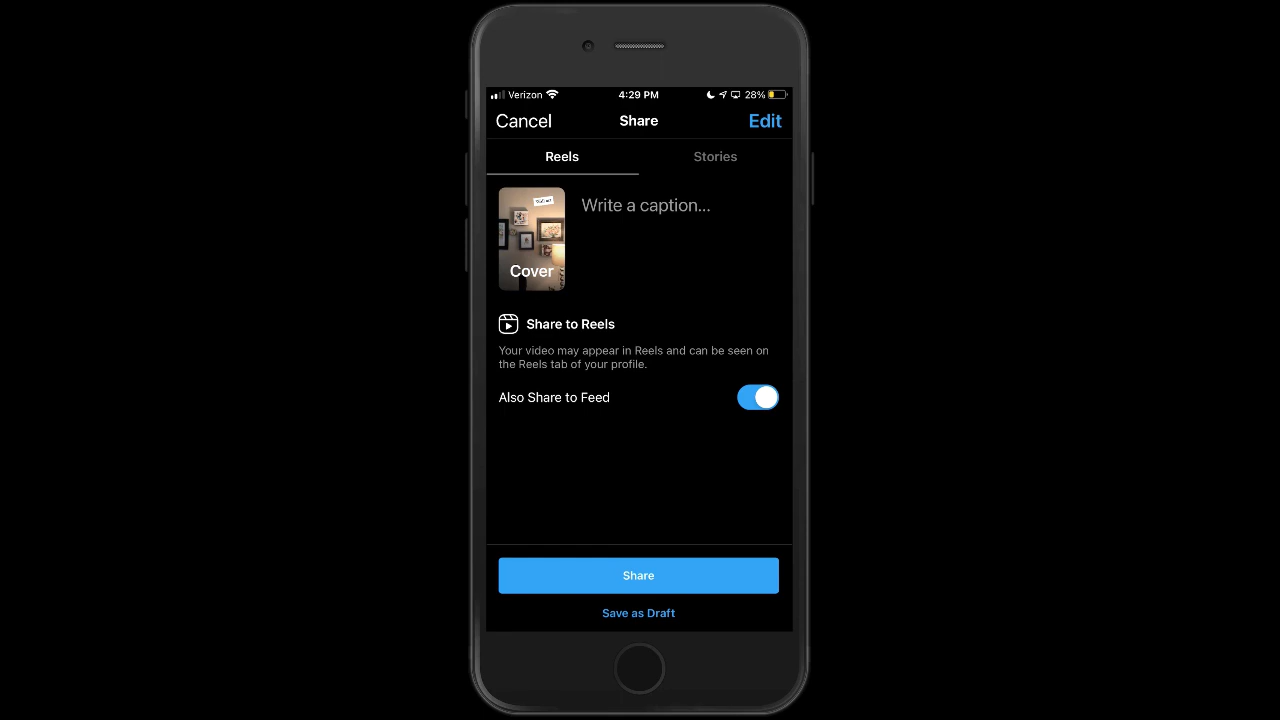 Verizon 4:29 PM 28%
Cancel Share Edit
Reels Stories
Write a caption...
Cover
Share to Reels
Your video may appear in Reels and can be seen on
the Reels tab of your profile.
Also Share to Feed
Share
Save as Draft